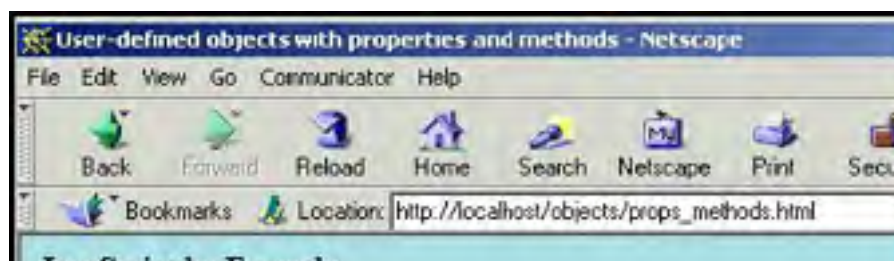 User-defined objects with properties and methods - Netscape
File Edit View Go Communicator Help
Back Forward Reload Home Search Netscape Print
Bookmarks Location: http://localhost/objects/props_methods.html